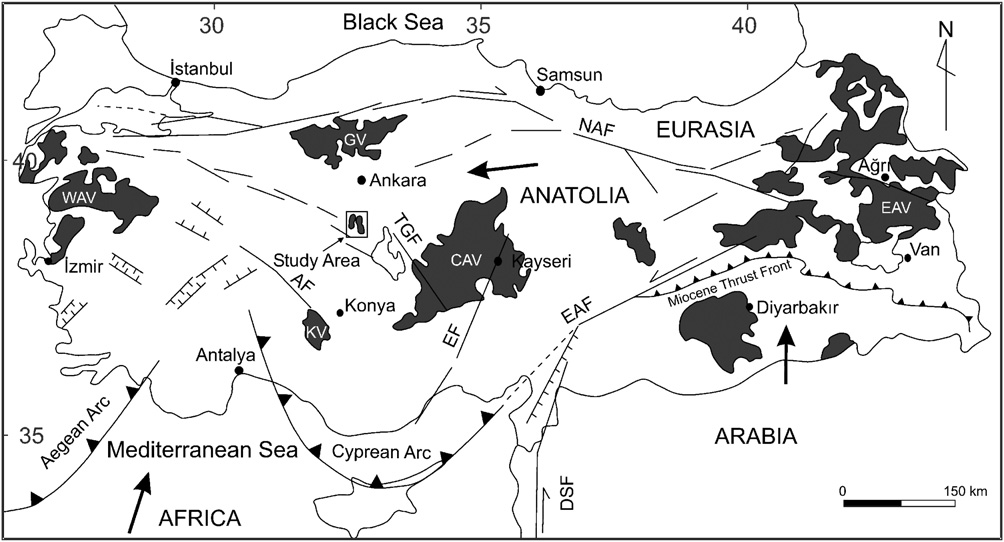 30
35
40
Black Sea
N
İstanbul
Samsun
NAF
EURASIA
GV
40
Ankara
Ağrı
WAV
ANATOLIA
EAV
TGF
Study Area
CAV
Kayseri
Van
İzmir
AF
Miocene Thrust Front
Konya
EAF
Diyarbakır
KV
EF
Antalya
35
Aegean Arc
Mediterranean Sea
Cyprean Arc
ARABIA
DSF
0
150 km
AFRICA